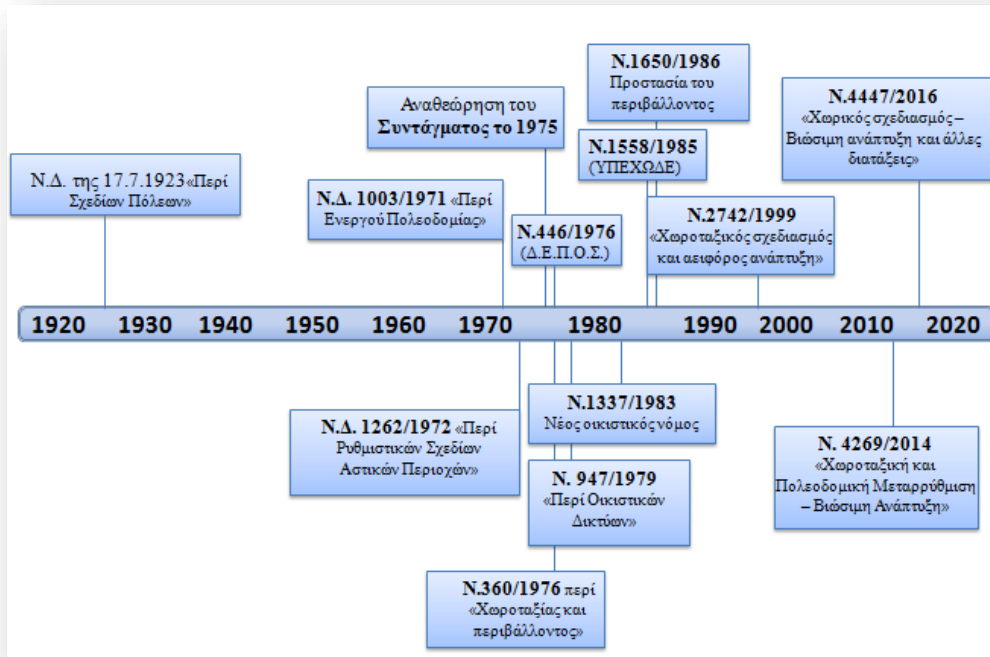 Ν.1650/1986
Προστασία του
περιβάλλοντος
Αναθεώρηση του
Συντάγματος το 1975
Ν.4447/2016
«Χωρικός σχεδιασμός –
Βιώσιμη ανάπτυξη και άλλες
διατάξεις»
Ν.1558/1985
(ΥΠΕΧΩΔΕ)
Ν.Δ. της 17.7.1923«Περί
Σχεδίων Πόλεων»
Ν.Δ. 1003/1971 «Περί
Ενεργού Πολεοδομίας»
Ν.446/1976
(Δ.Ε.Π.Ο.Σ.)
Ν.2742/1999
«Χωροταξικός σχεδιασμός
και αειφόρος ανάπτυξη»
1920 1930 1940 1950 1960 1970 1980 1990 2000 2010 2020
Ν.Δ. 1262/1972 «Περί
Ρυθμιστικών Σχεδίων
Αστικών Περιοχών»
Ν.1337/1983
Νέος οικιστικός νόμος
Ν. 947/1979
«Περί Οικιστικών
Δικτύων»
Ν. 4269/2014
«Χωροταξική και
Πολεοδομική Μεταρρύθμιση
– Βιώσιμη Ανάπτυξη»
Ν.360/1976 περί
«Χωροταξίας και
περιβάλλοντος»